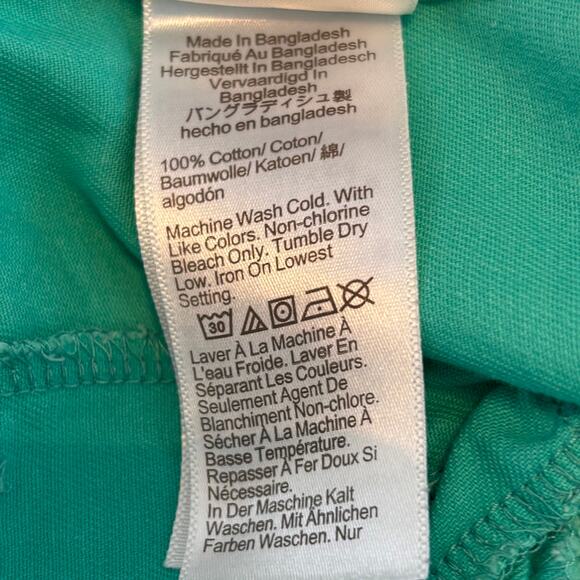 Made In Bangladesh
Fabriqué Au Bangladesh
Hergestellt In Bangladesch
Vervaardigd In
Bangladesh
バングラディシュ製
hecho en bangladesh
100% Cotton/ Coton/
Baumwolle/ Katoen/ 綿/
algodón
Machine Wash Cold. With
Like Colors. Non-chlorine
Bleach Only. Tumble Dry
Low. Iron On Lowest
Setting.
30
Laver À La Machine À
L'eau Froide. Laver En
Séparant Les Couleurs.
Seulement Agent De
Blanchiment Non-chlore.
Sécher À La Machine À
Basse Température.
Repasser À Fer Doux Si
Nécessaire.
In Der Maschine Kalt
Waschen. Mit Ähnlichen
Farben Waschen. Nur